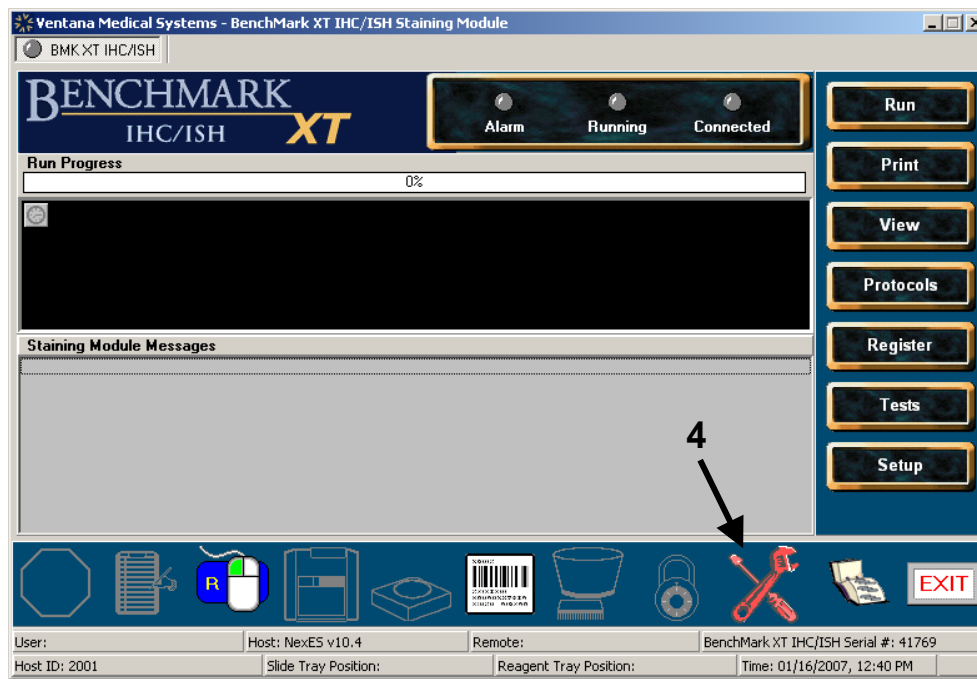 Ventana Medical Systems - BenchMark XT IHC/ISH Staining Module
BMK XT IHC/ISH
BENCHMARK
IHC/ISH XT
Alarm Running Connected
Run
Print
View
Protocols
Register
Tests
Setup
Run Progress
0%
Staining Module Messages
4
R
EXIT
User: Host: NexES v10.4 Remote: BenchMark XT IHC/ISH Serial #: 41769
Host ID: 2001 Slide Tray Position: Reagent Tray Position: Time: 01/16/2007, 12:40 PM